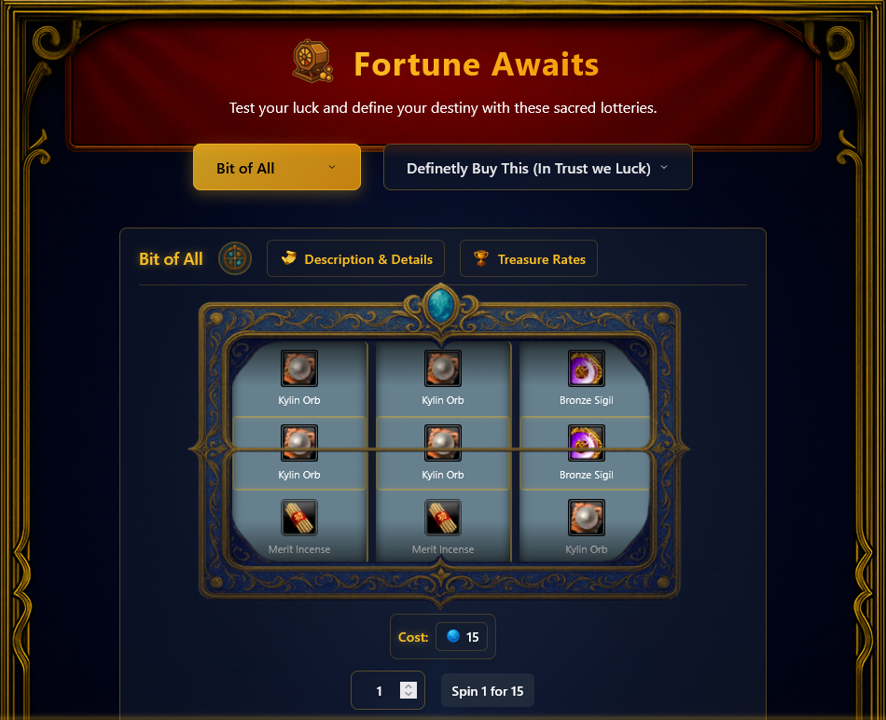 Fortune Awaits
Test your luck and define your destiny with these sacred lotteries.
Bit of All
Definetly Buy This (In Trust we Luck)
Bit of All
Description & Details
Treasure Rates
Kylin Orb
Kylin Orb
Bronze Sigil
Kylin Orb
Kylin Orb
Bronze Sigil
Merit Incense
Merit Incense
Kylin Orb
Cost: 15
1
Spin 1 for 15